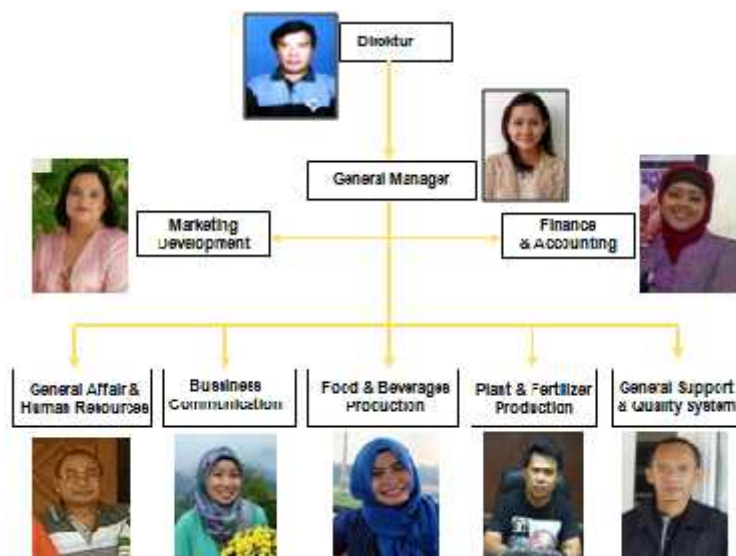 Direktur
General Manager
Marketing
Development
Finance
& Accounting
General Affair &
Human Resources
Bussiness
Communication
Food & Beverages
Production
Plant & Fertilizer
Production
General Support
& Quality System